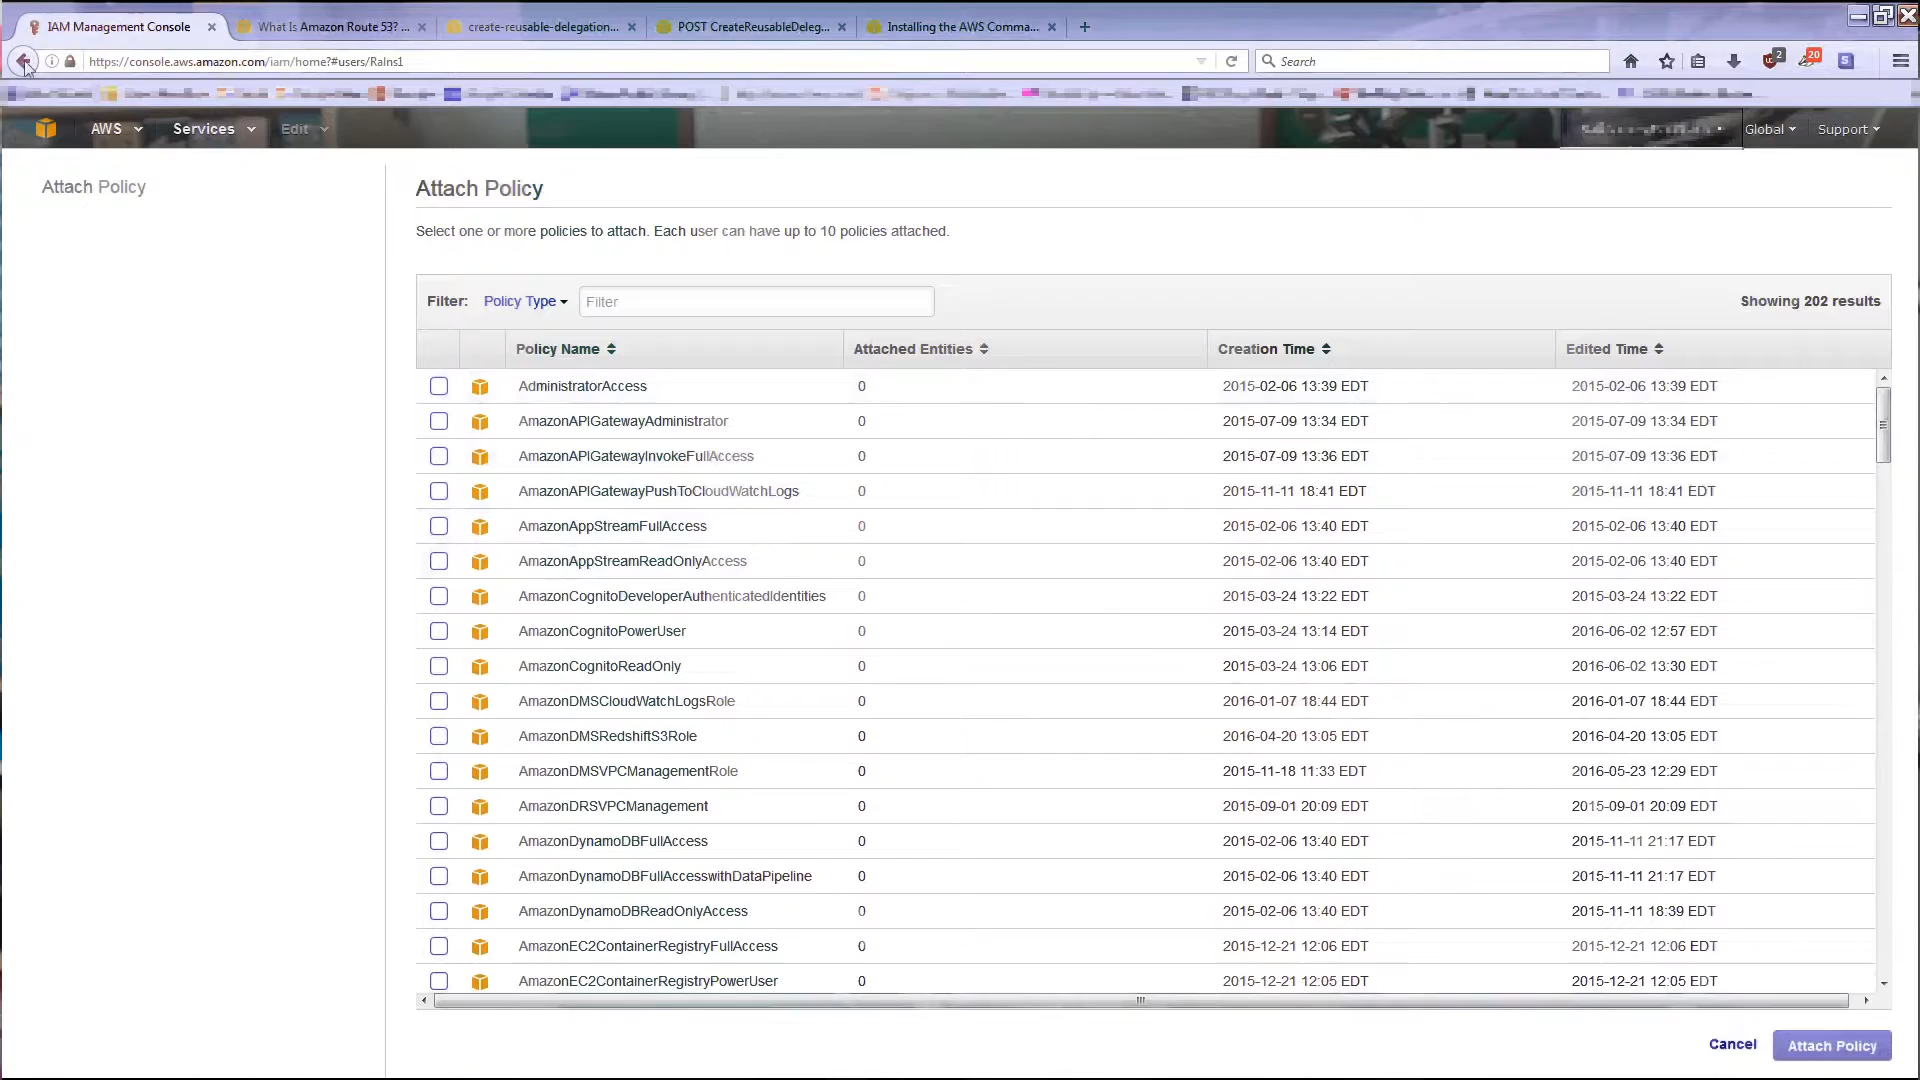 IAM Management Console
What Is Amazon Route 53? ...
create-reusable-delegation...
POST CreateReusableDeleg...
Installing the AWS Comma...
https://console.aws.amazon.com/iam/home?#users/Ralns1
Search
2
20
S
AWS
Services
Edit
Global
Support
Attach Policy
Attach Policy
Select one or more policies to attach. Each user can have up to 10 policies attached.
Filter: Policy Type Filter Showing 202 results
Policy Name Attached Entities Creation Time Edited Time
AdministratorAccess 0 2015-02-06 13:39 EDT 2015-02-06 13:39 EDT
AmazonAPIGatewayAdministrator 0 2015-07-09 13:34 EDT 2015-07-09 13:34 EDT
AmazonAPIGatewayInvokeFullAccess 0 2015-07-09 13:36 EDT 2015-07-09 13:36 EDT
AmazonAPIGatewayPushToCloudWatchLogs 0 2015-11-11 18:41 EDT 2015-11-11 18:41 EDT
AmazonAppStreamFullAccess 0 2015-02-06 13:40 EDT 2015-02-06 13:40 EDT
AmazonAppStreamReadOnlyAccess 0 2015-02-06 13:40 EDT 2015-02-06 13:40 EDT
AmazonCognitoDeveloperAuthenticatedIdentities 0 2015-03-24 13:22 EDT 2015-03-24 13:22 EDT
AmazonCognitoPowerUser 0 2015-03-24 13:14 EDT 2016-06-02 12:57 EDT
AmazonCognitoReadOnly 0 2015-03-24 13:06 EDT 2016-06-02 13:30 EDT
AmazonDMSCloudWatchLogsRole 0 2016-01-07 18:44 EDT 2016-01-07 18:44 EDT
AmazonDMSRedshiftS3Role 0 2016-04-20 13:05 EDT 2016-04-20 13:05 EDT
AmazonDMSVPCManagementRole 0 2015-11-18 11:33 EDT 2016-05-23 12:29 EDT
AmazonDRSVPCManagement 0 2015-09-01 20:09 EDT 2015-09-01 20:09 EDT
AmazonDynamoDBFullAccess 0 2015-02-06 13:40 EDT 2015-11-11 21:17 EDT
AmazonDynamoDBFullAccesswithDataPipeline 0 2015-02-06 13:40 EDT 2015-11-11 21:17 EDT
AmazonDynamoDBReadOnlyAccess 0 2015-02-06 13:40 EDT 2015-11-11 18:39 EDT
AmazonEC2ContainerRegistryFullAccess 0 2015-12-21 12:06 EDT 2015-12-21 12:06 EDT
AmazonEC2ContainerRegistryPowerUser 0 2015-12-21 12:05 EDT 2015-12-21 12:05 EDT
Cancel
Attach Policy